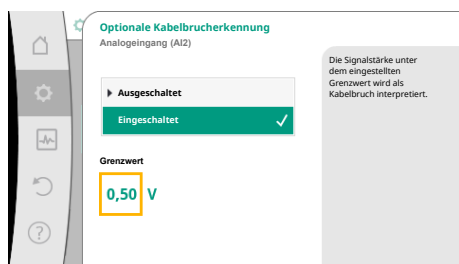 Optionale Kabelbrucherkennung
Analogeingang (AI2)
Ausgeschaltet
Eingeschaltet
Grenzwert
0,50 V
Die Signalstärke unter
dem eingestellten
Grenzwert wird als
Kabelbruch interpretiert.
?